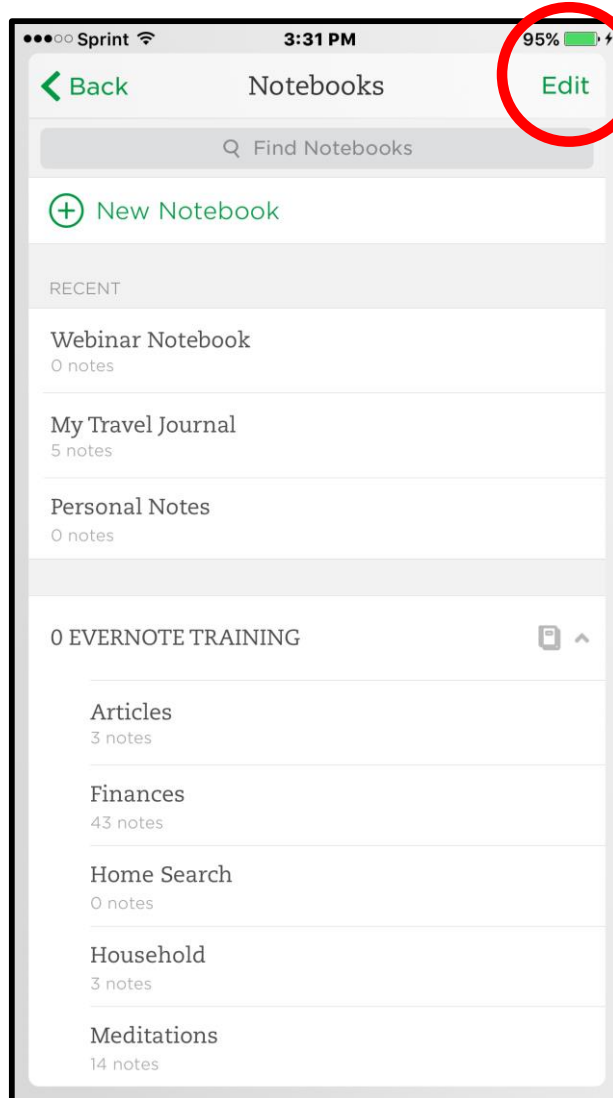 Sprint 3:31 PM 95%
Back Notebooks Edit
Find Notebooks
New Notebook
RECENT
Webinar Notebook
0 notes
My Travel Journal
5 notes
Personal Notes
0 notes
0 EVERNOTE TRAINING
Articles
3 notes
Finances
43 notes
Home Search
0 notes
Household
3 notes
Meditations
14 notes